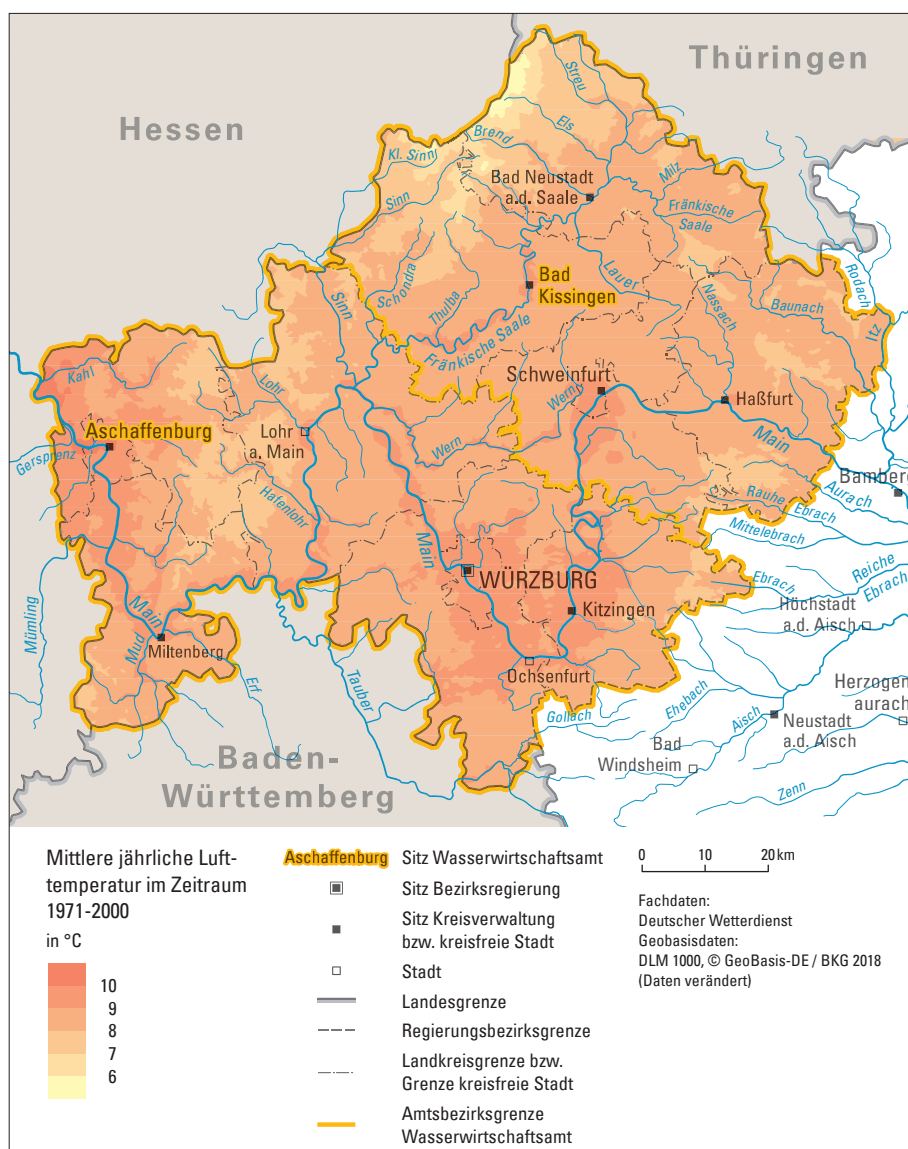 Thüringen
Hessen
Streu
Els
Brend
Kl. Sinn
Milz
Bad Neustadt
a.d. Saale
Sinn
Fränkische
Saale
Bad
Kissingen
Lauer
Rodach
Schondra
Sinn
Nassach
Baunach
Thulba
Itz
Fränkische Saale
Kahl
Schweinfurt
Lohr
Wern
Haßfurt
Aschaffenburg
Lohr
a. Main
Wern
Main
Gersprenz
Bamberg
Hafenlohr
Rauhe Ebrach
Aurach
Mittelebrach
Main
Reiche
Ebrach
WÜRZBURG
Ebrach
Höchstadt
a.d. Aisch
Kitzingen
Mümling
Main
Mud
Miltenberg
Erf
Tauber
Ochsenfurt
Herzogen-
aurach
Gollach
Ehebach
Aisch
Neustadt
a.d. Aisch
Bad
Windsheim
Zenn
Baden-
Württemberg
Mittlere jährliche Luft-
temperatur im Zeitraum
1971-2000
in °C
10
9
8
7
6
Aschaffenburg Sitz Wasserwirtschaftsamt
Sitz Bezirksregierung
Sitz Kreisverwaltung
bzw. kreisfreie Stadt
Stadt
Landesgrenze
Regierungsbezirksgrenze
Landkreisgrenze bzw.
Grenze kreisfreie Stadt
Amtsbezirksgrenze
Wasserwirtschaftsamt
0 10 20 km
Fachdaten:
Deutscher Wetterdienst
Geobasisdaten:
DLM 1000, © GeoBasis-DE / BKG 2018
(Daten verändert)